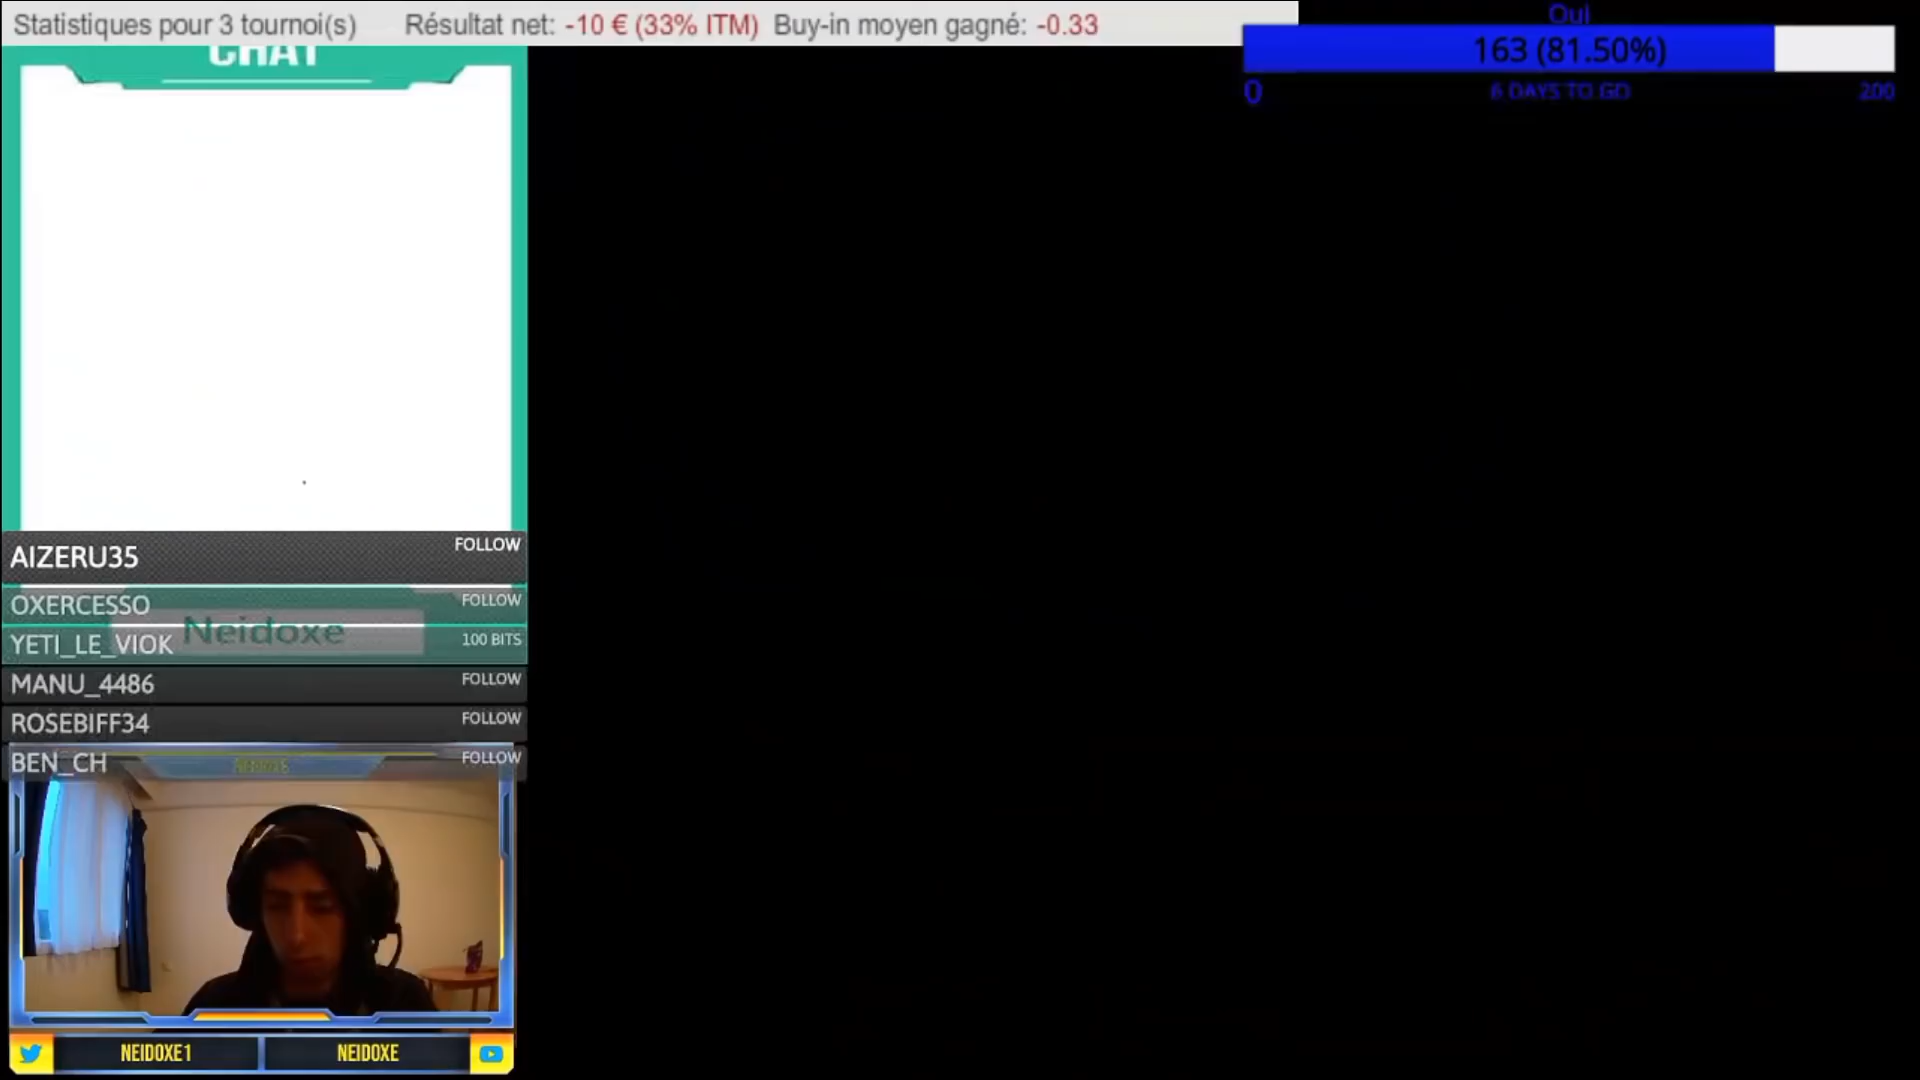 Statistiques pour 3 tournoi(s) Résultat net: -10 € (33% ITM) Buy-in moyen gagné: -0.33
Oui
163 (81.50%)
0 6 DAYS TO GO 200
CHAT
AIZERU35 FOLLOW
OXERCESSO FOLLOW
Neidoxe
YETI_LE_VIOK 100 BITS
MANU_4486 FOLLOW
ROSEBIFF34 FOLLOW
BEN_CH FOLLOW
NEIDOXE
NEIDOXE1 NEIDOXE